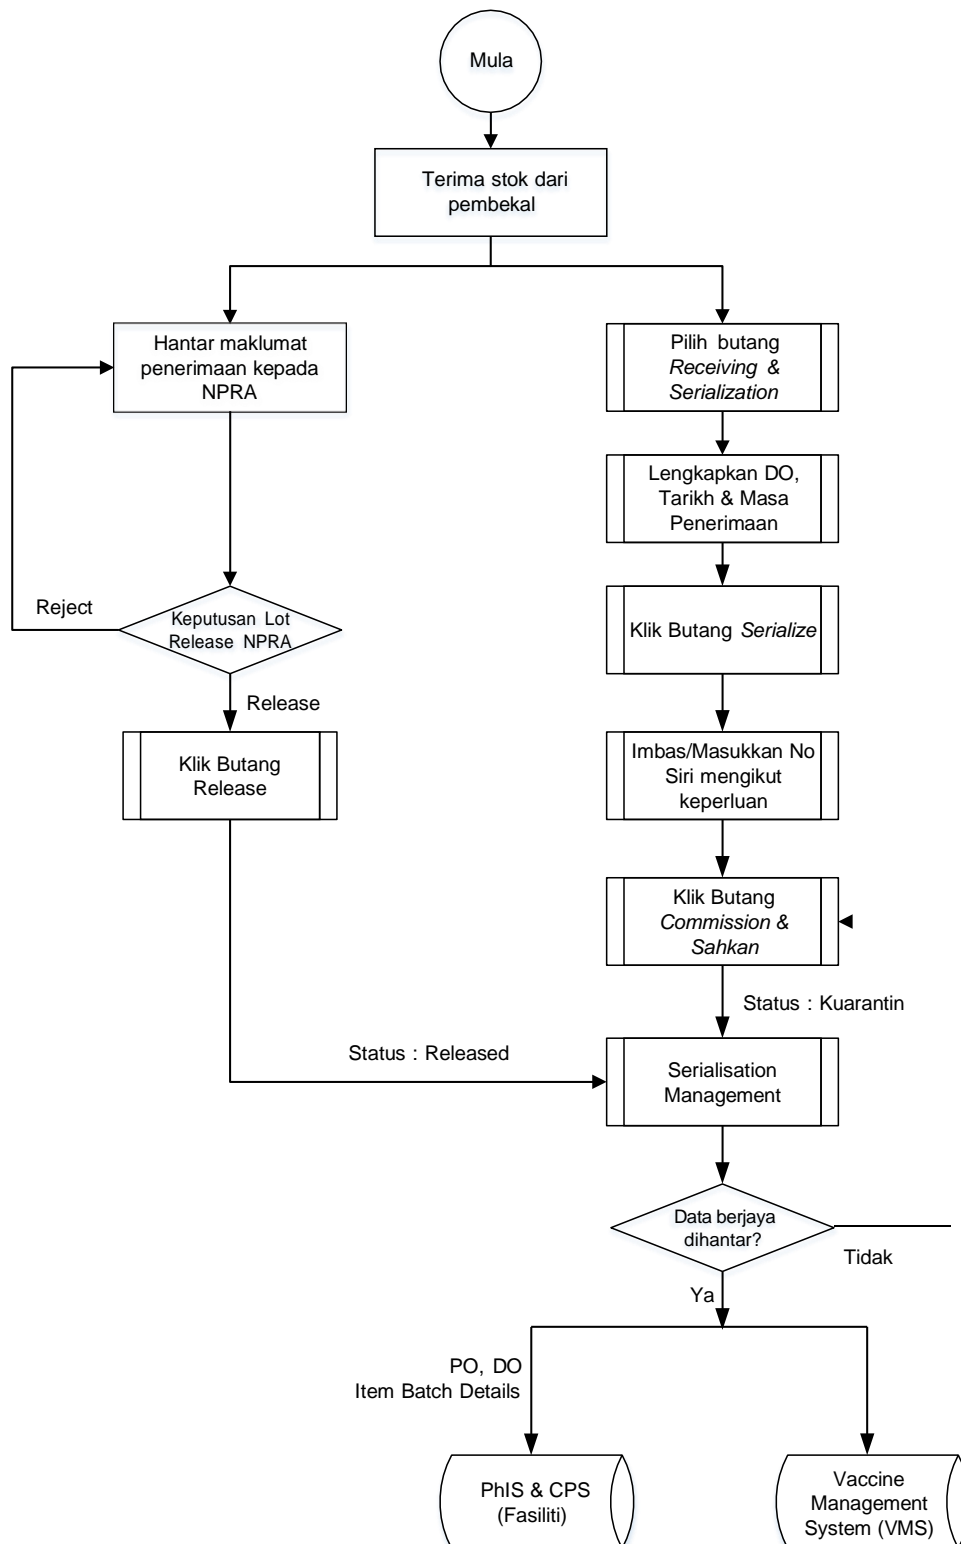 Mula
Terima stok dari
pembekal
Hantar maklumat
penerimaan kepada
NPRA
Pilih butang
Receiving &
Serialization
Lengkapkan DO,
Tarikh & Masa
Penerimaan
Reject
Keputusan Lot
Release NPRA
Klik Butang Serialize
Release
Klik Butang
Release
Imbas/Masukkan No
Siri mengikut
keperluan
Klik Butang
Commission &
Sahkan
Status : Kuarantin
Status : Released
Serialisation
Management
Data berjaya
dihantar?
Tidak
Ya
PO, DO
Item Batch Details
PhIS & CPS
(Fasiliti)
Vaccine
Management
System (VMS)